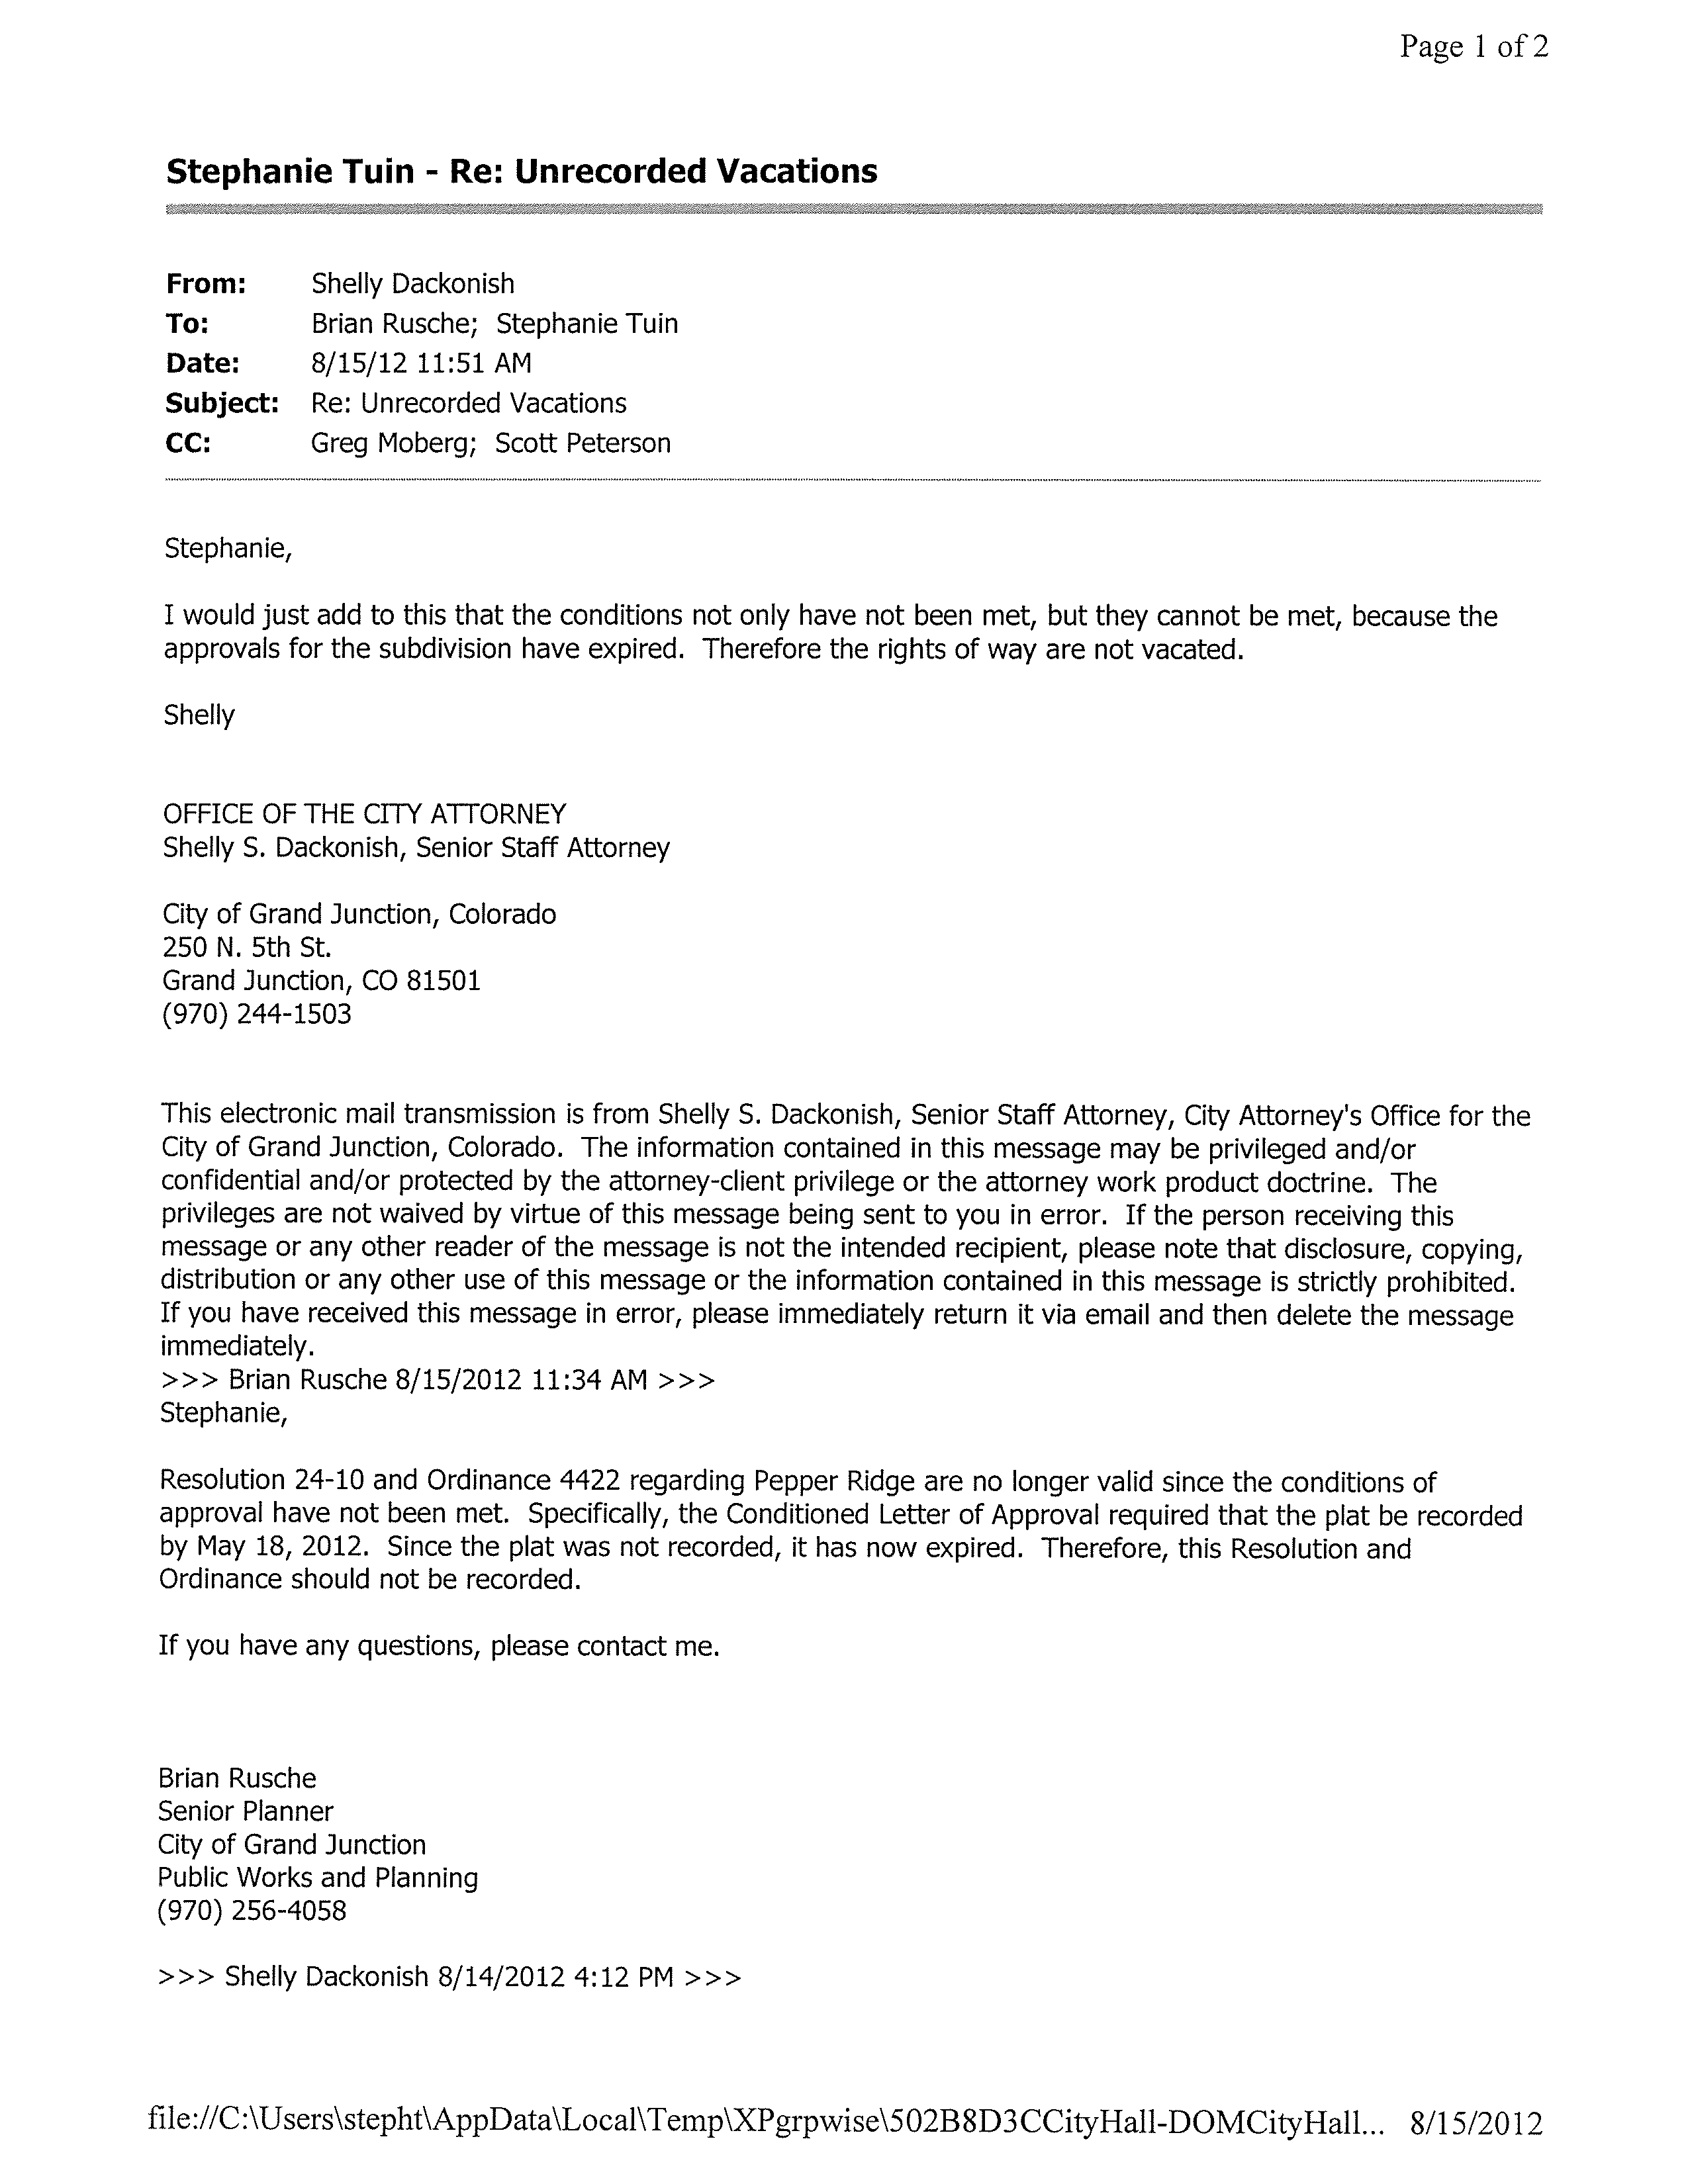 Page 1 of 2
Stephanie Tuin - Re: Unrecorded Vacations
From: Shelly Dackonish
To: Brian Rusche; Stephanie Tuin
Date: 8/15/12 11:51 AM
Subject: Re: Unrecorded Vacations
CC: Greg Moberg; Scott Peterson
Stephanie,
I would just add to this that the conditions not only have not been met, but they cannot be met, because the
approvals for the subdivision have expired. Therefore the rights of way are not vacated.
Shelly
OFFICE OF THE CITY ATTORNEY
Shelly S. Dackonish, Senior Staff Attorney
City of Grand Junction, Colorado
250 N. 5th St.
Grand Junction, CO 81501
(970) 244-1503
This electronic mail transmission is from Shelly S. Dackonish, Senior Staff Attorney, City Attorney's Office for the
City of Grand Junction, Colorado. The information contained in this message may be privileged and/or
confidential and/or protected by the attorney-client privilege or the attorney work product doctrine. The
privileges are not waived by virtue of this message being sent to you in error. If the person receiving this
message or any other reader of the message is not the intended recipient, please note that disclosure, copying,
distribution or any other use of this message or the information contained in this message is strictly prohibited.
If you have received this message in error, please immediately return it via email and then delete the message
immediately.
>>> Brian Rusche 8/15/2012 11:34 AM >>>
Stephanie,
Resolution 24-10 and Ordinance 4422 regarding Pepper Ridge are no longer valid since the conditions of
approval have not been met. Specifically, the Conditioned Letter of Approval required that the plat be recorded
by May 18, 2012. Since the plat was not recorded, it has now expired. Therefore, this Resolution and
Ordinance should not be recorded.
If you have any questions, please contact me.
Brian Rusche
Senior Planner
City of Grand Junction
Public Works and Planning
(970) 256-4058
>>> Shelly Dackonish 8/14/2012 4:12 PM >>>
file://C:\Users\stepht\AppData\Local\Temp\XPgrpwise\502B8D3CCityHall-DOMCityHall... 8/15/2012